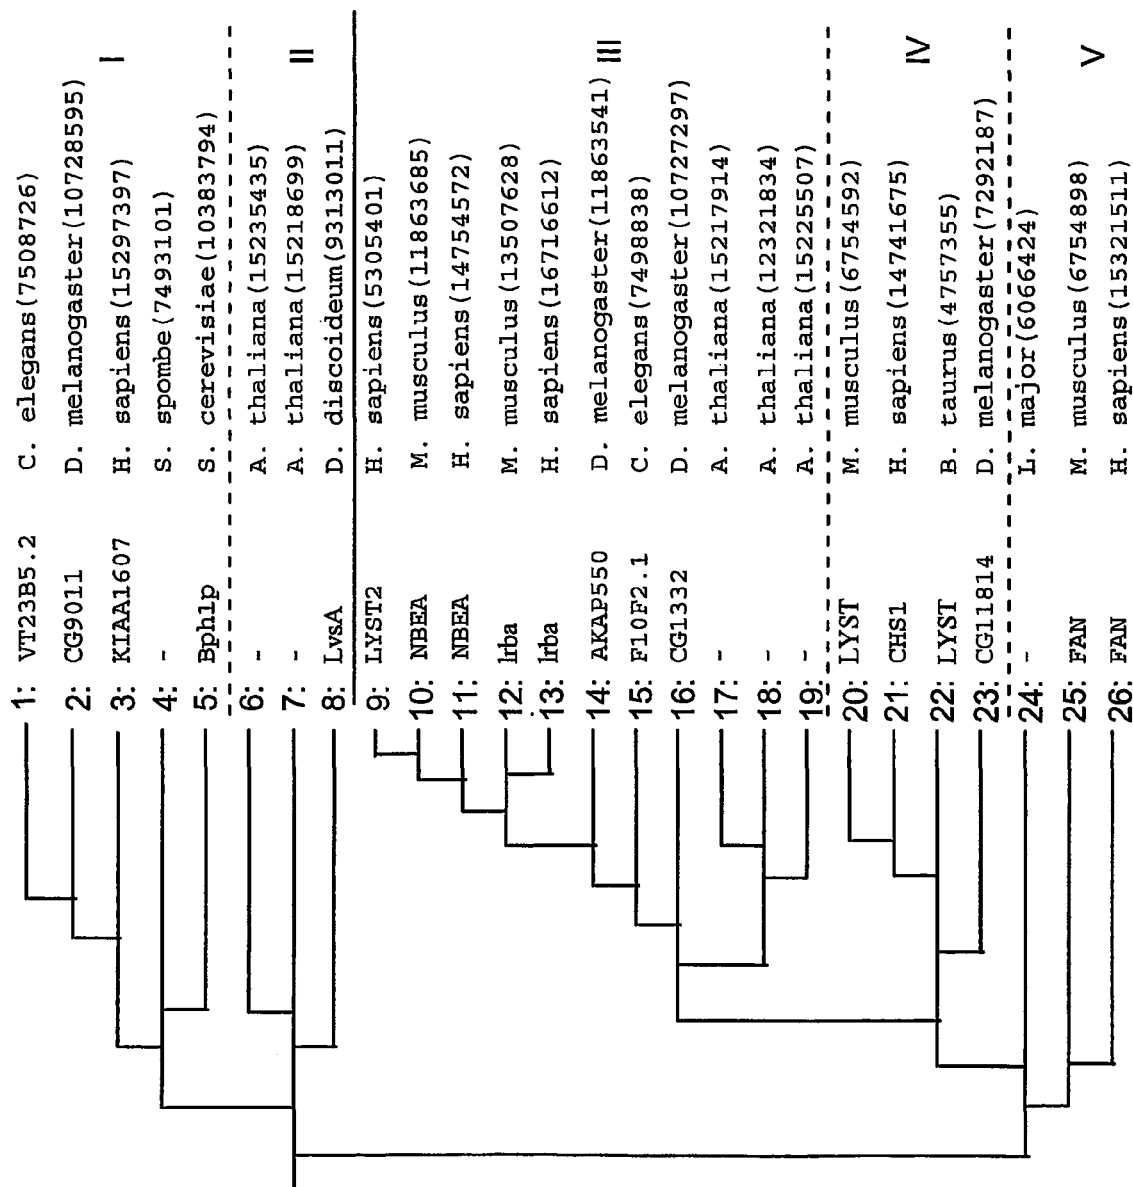 1: VT23B5.2 C. elegans(7508726)
2: CG9011 D. melanogaster(10728595)
3: KIAA1607 H. sapiens(15297397)
4: - S. spombe(7493101)
5: Bph1p S. cerevisiae(10383794)
I
6: - A. thaliana(15235435)
7: - A. thaliana(15218699)
8: LvsA D. discoideum(9313011)
II
9: LYST2 H. sapiens(5305401)
10: NBEA M. musculus(11863685)
11: NBEA H. sapiens(14754572)
12: lrba M. musculus(13507628)
13: lrba H. sapiens(16716612)
14: AKAP550 D. melanogaster(11863541)
15: F10F2.1 C. elegans(7498838)
16: CG1332 D. melanogaster(10727297)
17: - A. thaliana(15217914)
18: - A. thaliana(12321834)
19: - A. thaliana(15225507)
III
20: LYST M. musculus(6754592)
21: CHS1 H. sapiens(14741675)
22: LYST B. taurus(4757355)
23: CG11814 D. melanogaster(7292187)
IV
24: - L. major(6066424)
25: FAN M. musculus(6754898)
26: FAN H. sapiens(15321511)
V